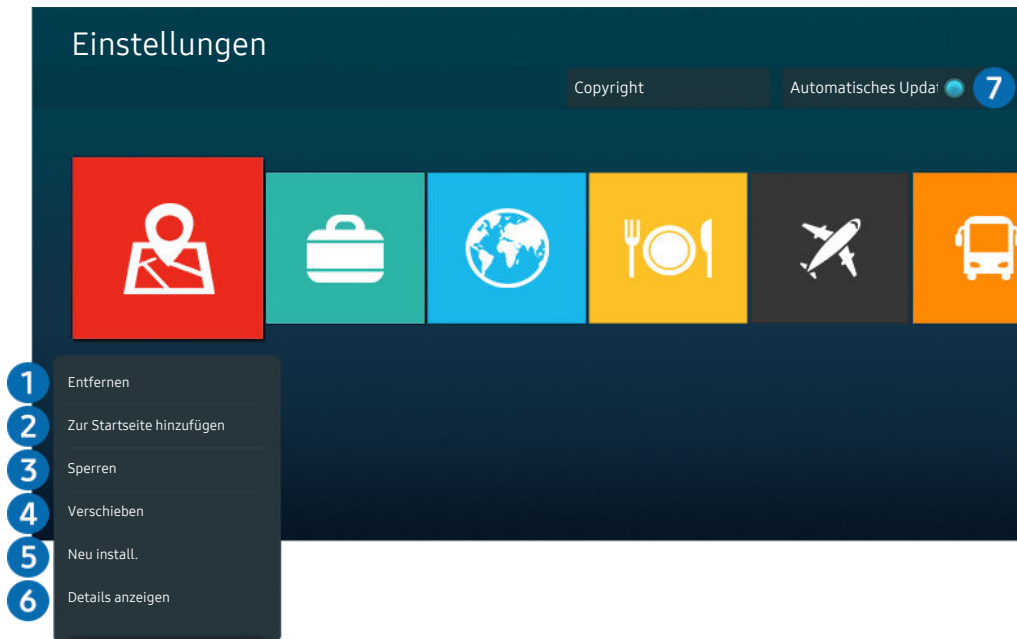 Einstellungen
Copyright
Automatisches Updat
7
1
Entfernen
2
Zur Startseite hinzufügen
3
Sperren
4
Verschieben
5
Neu install.
6
Details anzeigen